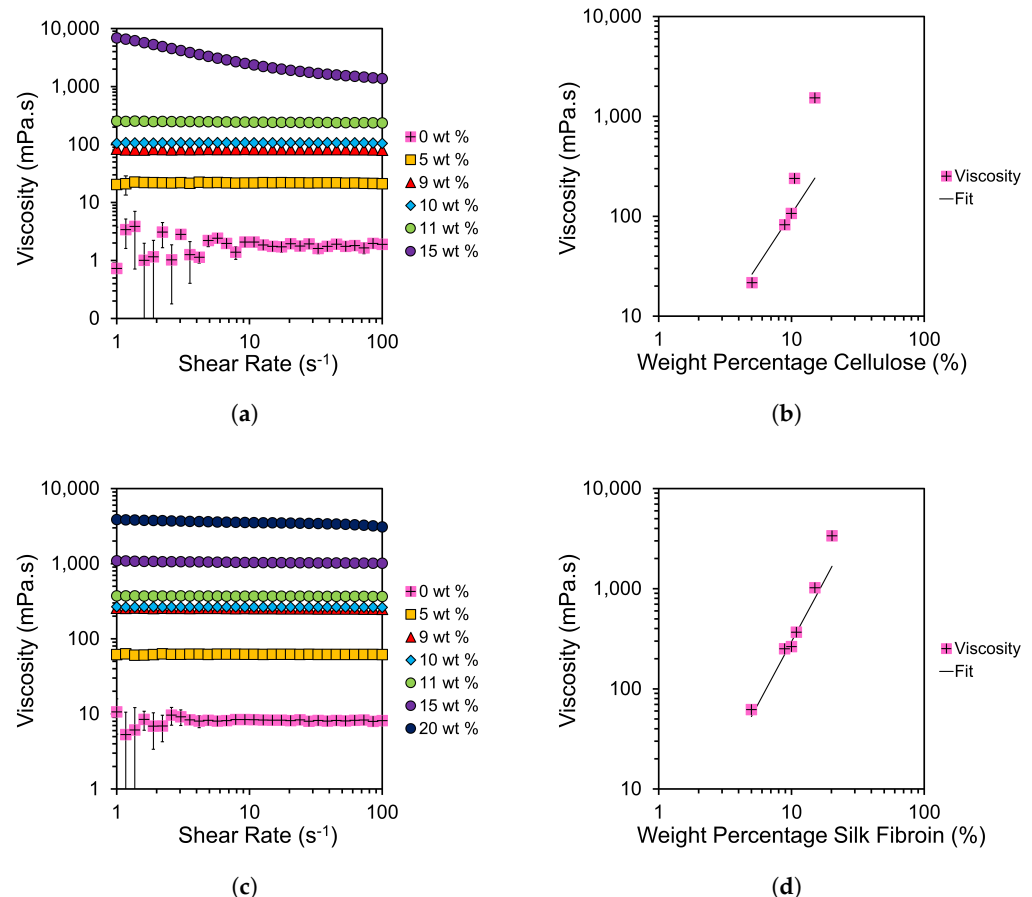 (a)
10,000
1,000
100
10
1
0
Viscosity (mPa.s)
1 10 100
Shear Rate (s⁻¹)
0 wt %
5 wt %
9 wt %
10 wt %
11 wt %
15 wt %
(b)
10,000
1,000
100
10
Viscosity (mPa.s)
1 10 100
Weight Percentage Cellulose (%)
Viscosity
Fit
(c)
10,000
1,000
100
10
1
Viscosity (mPa.s)
1 10 100
Shear Rate (s⁻¹)
0 wt %
5 wt %
9 wt %
10 wt %
11 wt %
15 wt %
20 wt %
(d)
10,000
1,000
100
10
Viscosity (mPa.s)
1 10 100
Weight Percentage Silk Fibroin (%)
Viscosity
Fit